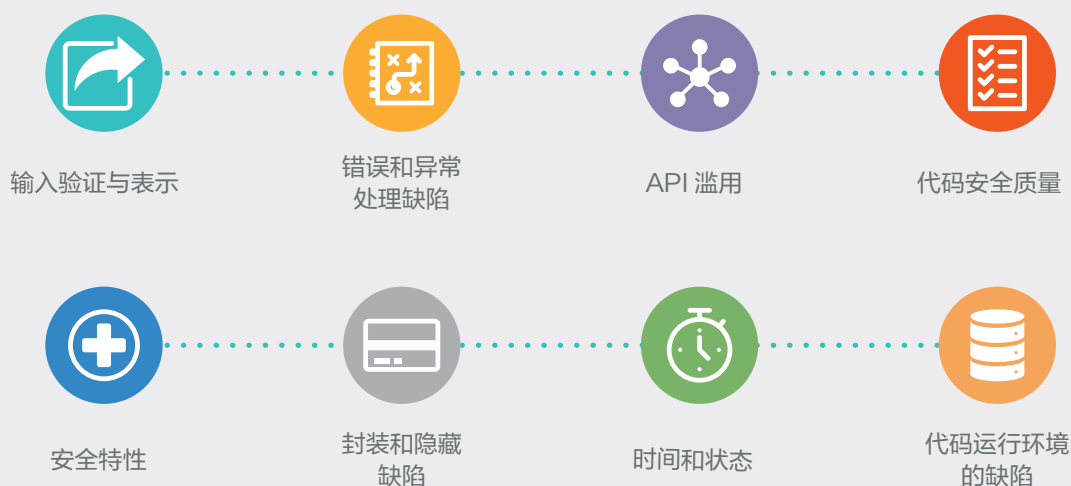 输入验证与表示
错误和异常
处理缺陷
API 滥用
代码安全质量
安全特性
封装和隐藏
缺陷
时间和状态
代码运行环境
的缺陷